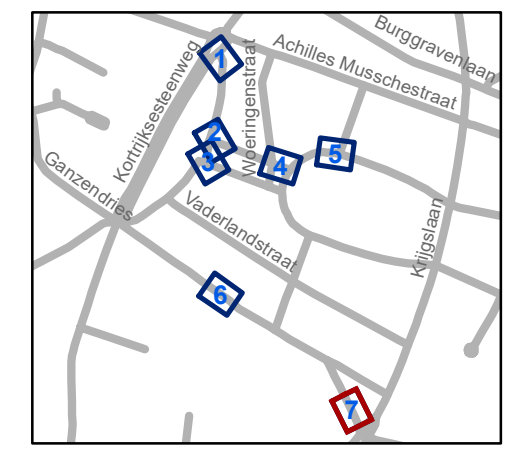 Burggravenlaan
Achilles Musschestraat
Kortrijksesteenweg
Woeringenstraat
1
2
3
4
5
Ganzendries
Vaderlandstraat
Krijgslaan
6
7